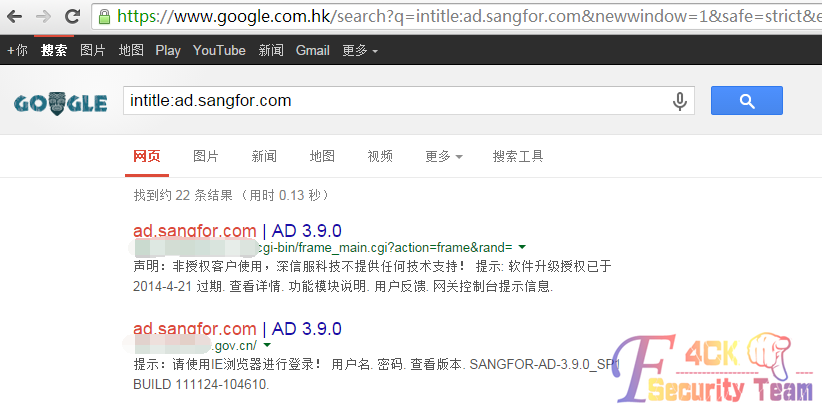 https://www.google.com.hk/search?q=intitle:ad.sangfor.com&newwindow=1&safe=strict&e
+你 搜索 图片 地图 Play YouTube 新闻 Gmail 更多
GOOGLE intitle:ad.sangfor.com
网页 图片 新闻 地图 视频 更多 搜索工具
找到约 22 条结果 （用时 0.13 秒）
ad.sangfor.com | AD 3.9.0
cgi-bin/frame_main.cgi?action=frame&rand=
声明：非授权客户使用，深信服科技不提供任何技术支持！ 提示: 软件升级授权已于
2014-4-21 过期. 查看详情. 功能模块说明. 用户反馈. 网关控制台提示信息.
ad.sangfor.com | AD 3.9.0
.gov.cn/
提示：请使用IE浏览器进行登录！ 用户名. 密码. 查看版本. SANGFOR-AD-3.9.0_SP1
BUILD 111124-104610.
F4CK
Security Team